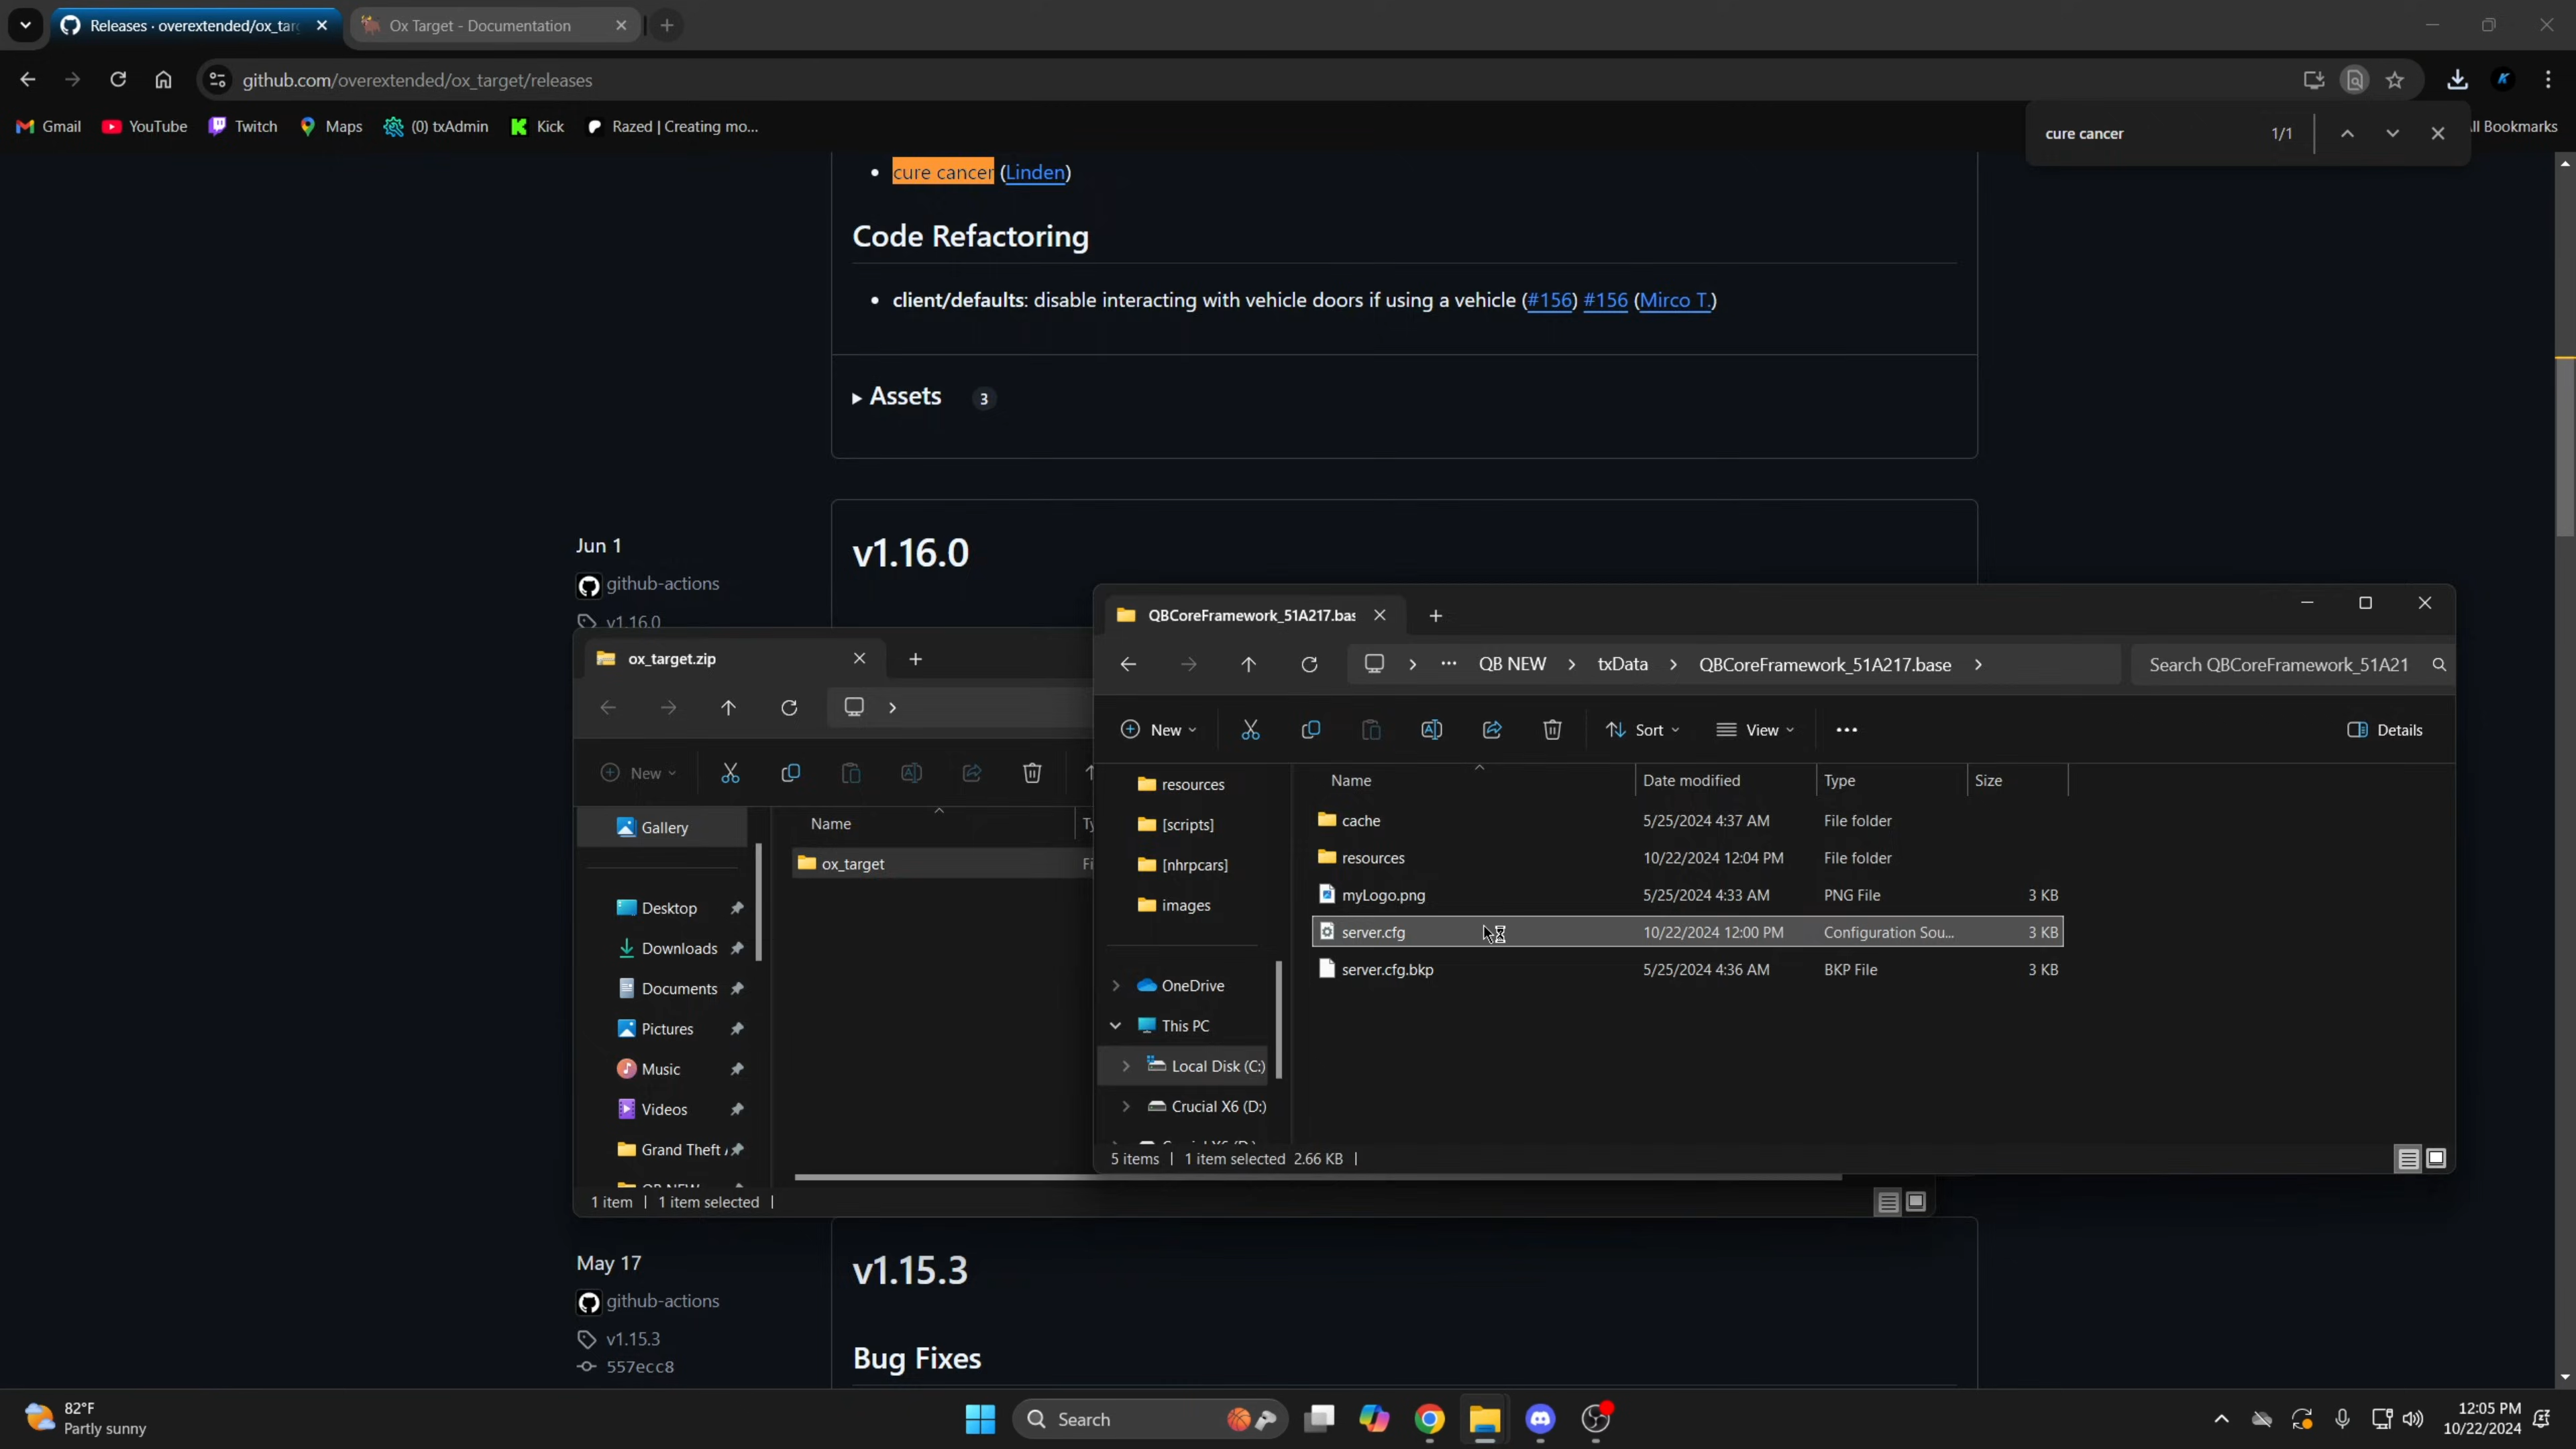 Releases · overextended/ox_tar
Ox Target - Documentation
github.com/overextended/ox_target/releases
Gmail
YouTube
Twitch
Maps
(0) txAdmin
Kick
Razed | Creating mo...
ll Bookmarks
cure cancer
1/1
cure cancer (Linden)
Code Refactoring
client/defaults: disable interacting with vehicle doors if using a vehicle (#156) #156 (Mirco T.)
Assets 3
Jun 1
github-actions
v1.16.0
v1.16.0
ox_target.zip
New
Gallery
Desktop
Downloads
Documents
Pictures
Music
Videos
Grand Theft
QB NEW
Name
ox_target
1 item
1 item selected
QBCoreFramework_51A217.bas
QB NEW
txData
QBCoreFramework_51A217.base
Search QBCoreFramework_51A21
New
Sort
View
Details
resources
[scripts]
[nhrpcars]
images
OneDrive
This PC
Local Disk (C:)
Crucial X6 (D:)
Name Date modified Type Size
cache 5/25/2024 4:37 AM File folder
resources 10/22/2024 12:04 PM File folder
myLogo.png 5/25/2024 4:33 AM PNG File 3 KB
server.cfg 10/22/2024 12:00 PM Configuration Sou... 3 KB
server.cfg.bkp 5/25/2024 4:36 AM BKP File 3 KB
5 items
1 item selected 2.66 KB
May 17
github-actions
v1.15.3
557ecc8
v1.15.3
Bug Fixes
82°F
Partly sunny
Search
12:05 PM
10/22/2024